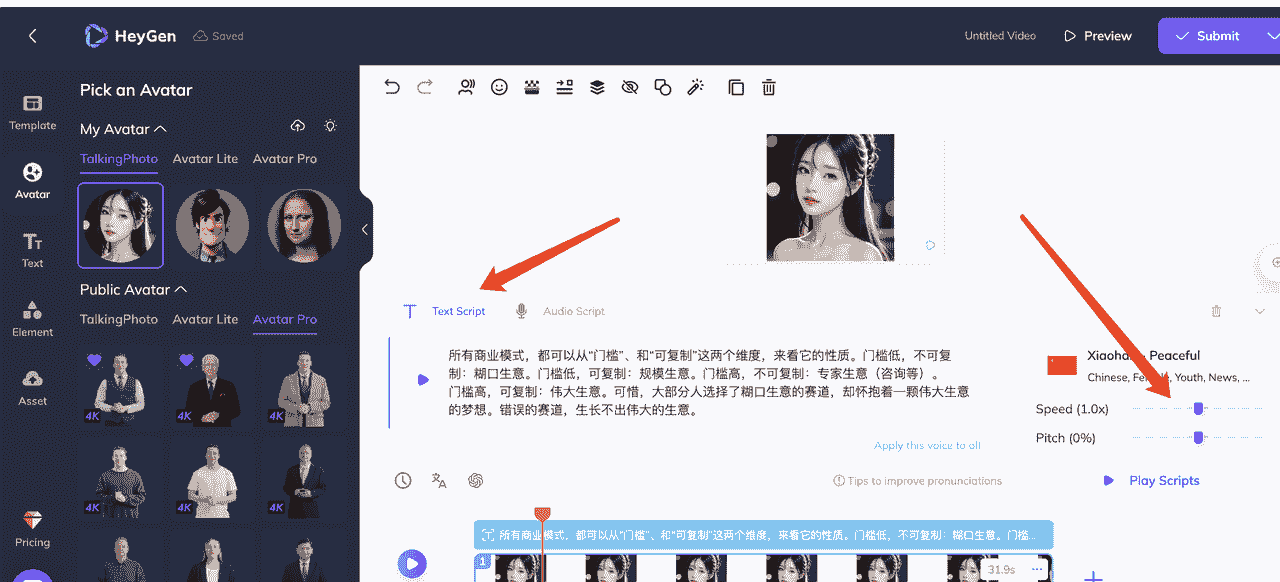 HeyGen
Saved
Untitled Video
Preview
Submit
Template
Avatar
Text
Element
Asset
Pricing
Pick an Avatar
My Avatar
TalkingPhoto Avatar Lite Avatar Pro
Public Avatar
TalkingPhoto Avatar Lite Avatar Pro
4K 4K 4K
4K 4K 4K
Text Script
Audio Script
所有商业模式，都可以从“门槛”、和“可复制”这两个维度，来看它的性质。门槛低，不可复
制：糊口生意。门槛低，可复制：规模生意。门槛高，不可复制：专家生意（咨询等）。
门槛高，可复制：伟大生意。可惜，大部分人选择了糊口生意的赛道，却怀抱着一颗伟大生意
的梦想。错误的赛道，生长不出伟大的生意。
Apply this voice to all
Peaceful
Chinese, Youth, News, ...
Speed (1.0x)
Pitch (0%)
Tips to improve pronunciations
Play Scripts
所有商业模式，都可以从“门槛”、和“可复制”这两个维度，来看它的性质。门槛低，不可复制：糊口生意。门槛...
1
31.9s